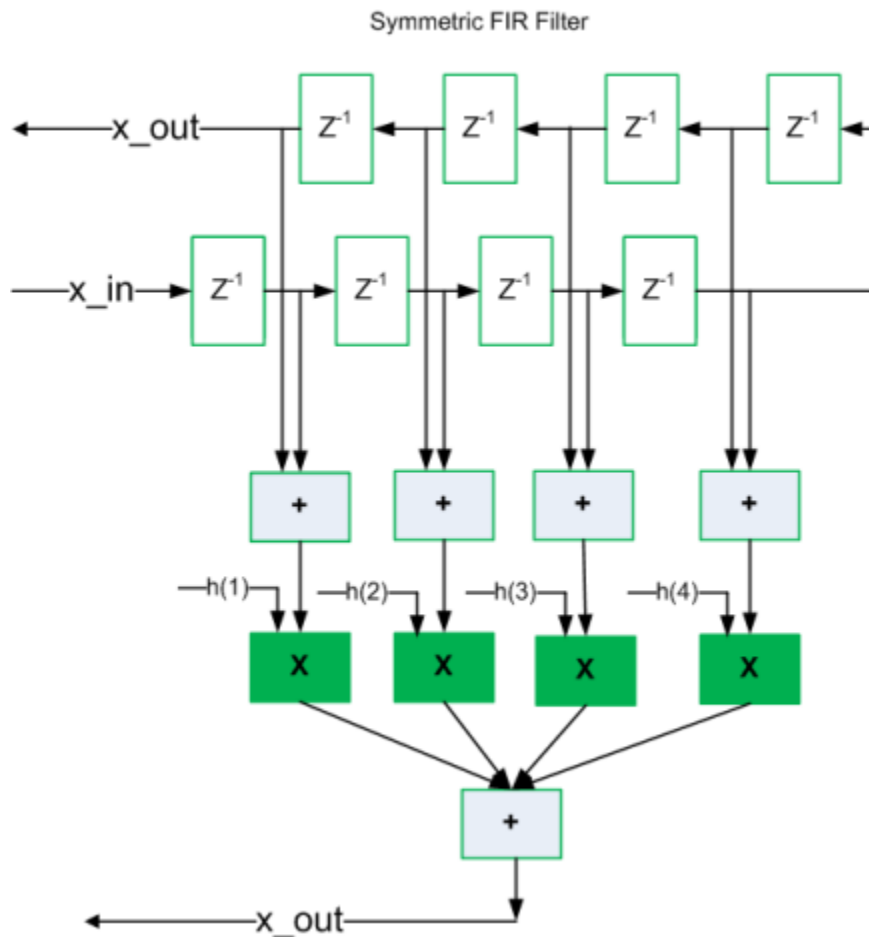 Symmetric FIR Filter
x_out Z⁻¹ Z⁻¹ Z⁻¹ Z⁻¹
x_in Z⁻¹ Z⁻¹ Z⁻¹ Z⁻¹
+ + + +
h(1) h(2) h(3) h(4)
X X X X
+
x_out